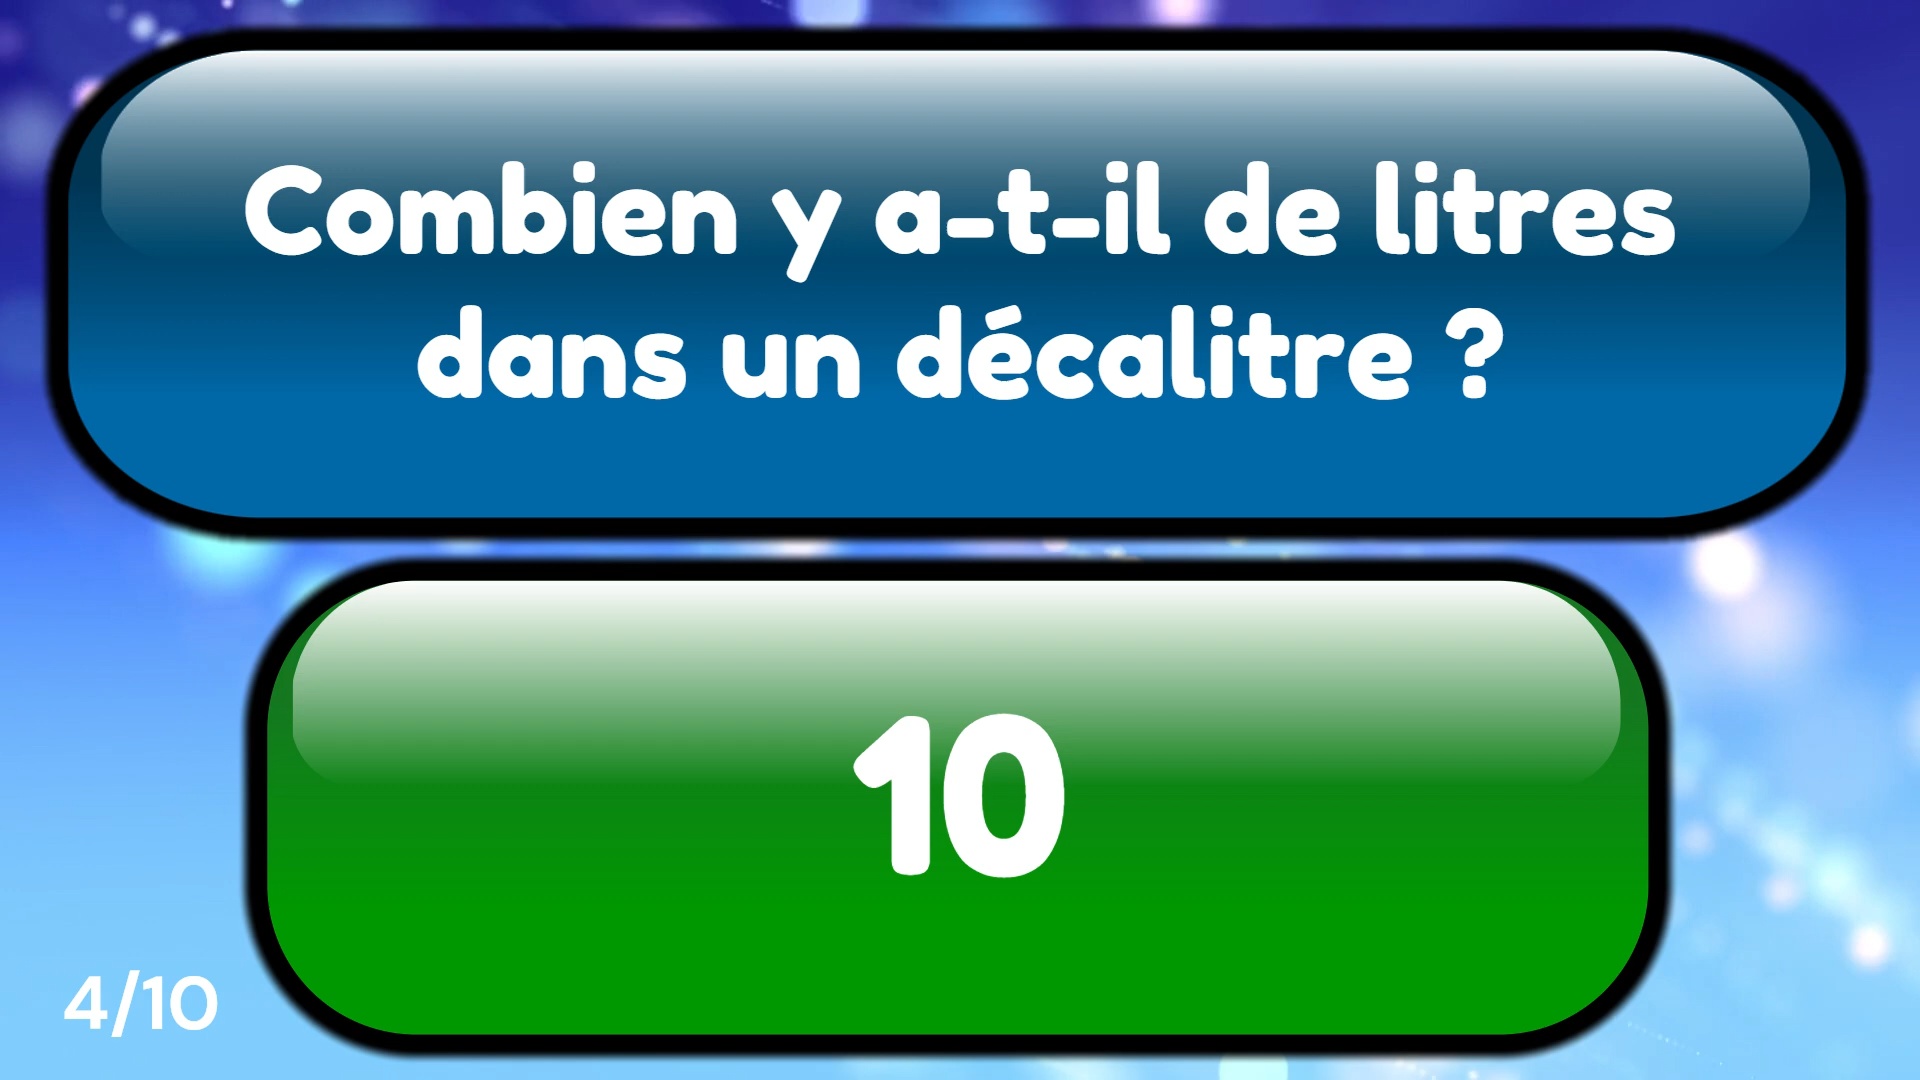 Combien y a-t-il de litres
dans un décalitre ?
10
4/10